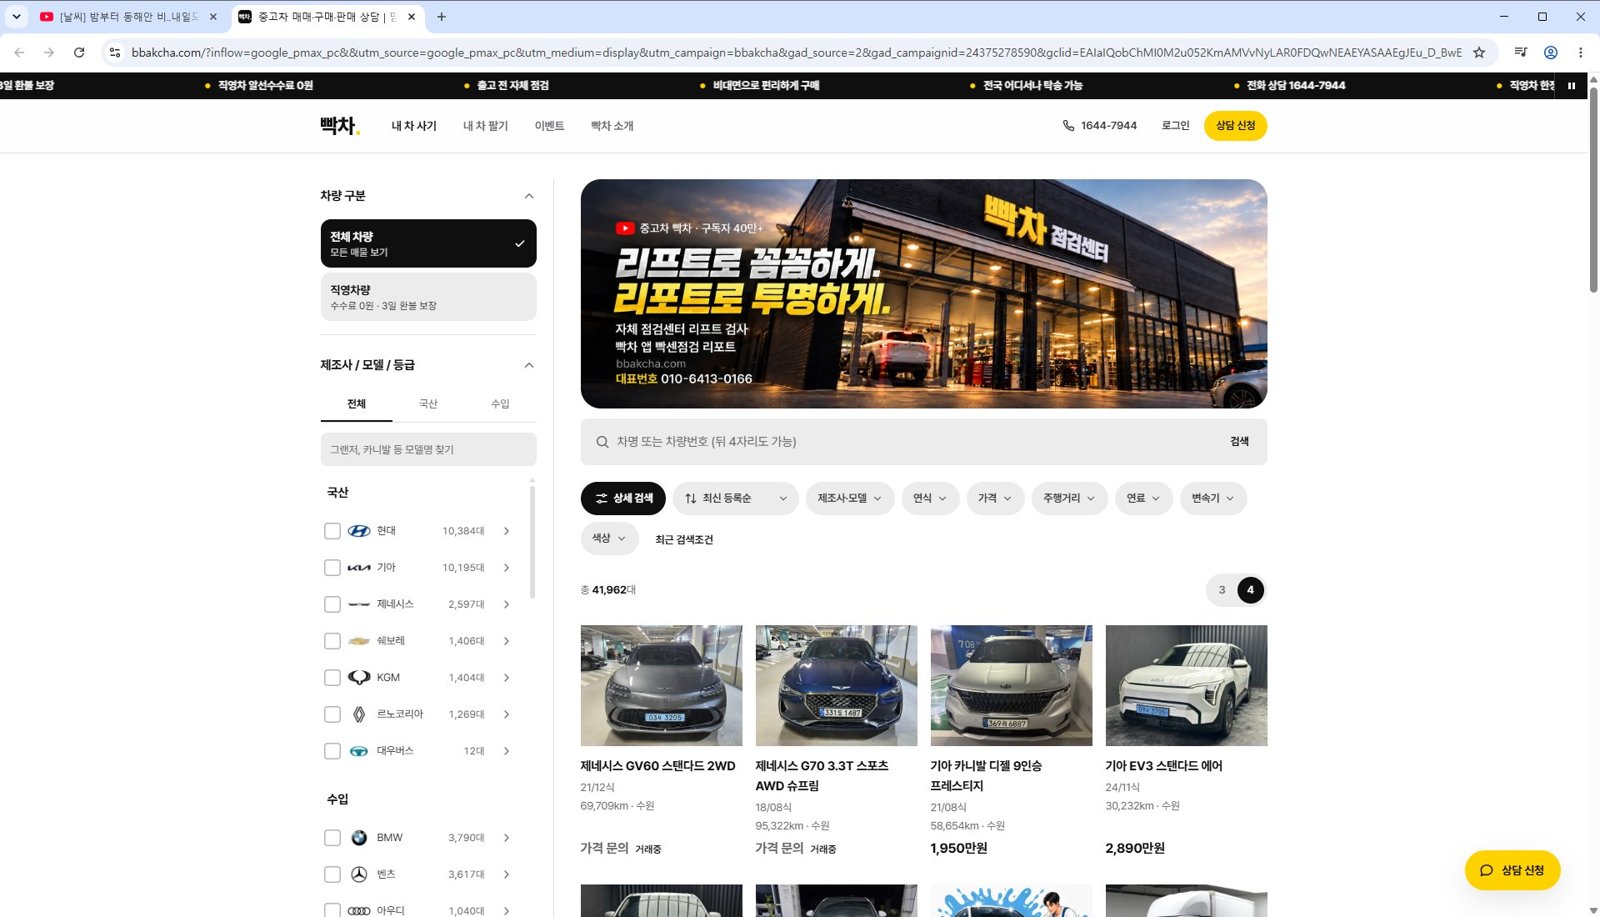 [날씨] 밤부터 동해안 비..내일도
중고차 매매·구매·판매 상담 |
bbakcha.com/?inflow=google_pmax_pc&&utm_source=google_pmax_pc&utm_medium=display&utm_campaign=bbakcha&gad_source=2&gad_campaignid=24375278590&gclid=EAIaIQobChMI0M2u052KmAMVvNyLAR0FDQwNEAEYASAAEgJEu_D_BwE
3일 환불 보장
직영차 알선수수료 0원
출고 전 자체 점검
비대면으로 편리하게 구매
전국 어디서나 탁송 가능
전화 상담 1644-7944
직영차 한정
빡차.
내 차 사기
내 차 팔기
이벤트
빡차 소개
1644-7944
로그인
상담 신청
차량 구분
전체 차량
모든 매물 보기
직영차량
수수료 0원 · 3일 환불 보장
제조사 / 모델 / 등급
전체
국산
수입
그랜저, 카니발 등 모델명 찾기
국산
현대 10,384대
기아 10,195대
제네시스 2,597대
쉐보레 1,406대
KGM 1,404대
르노코리아 1,269대
대우버스 12대
수입
BMW 3,790대
벤츠 3,617대
아우디 1,040대
중고차 빡차 · 구독자 40만+
리프트로 꼼꼼하게.
리포트로 투명하게.
자체 점검센터 리프트 검사
빡차 앱 빡센점검 리포트
bbakcha.com
대표번호 010-6413-0166
빡차 점검센터
차명 또는 차량번호 (뒤 4자리도 가능)
검색
상세 검색
최신 등록순
제조사·모델
연식
가격
주행거리
연료
변속기
색상
최근 검색조건
총 41,962대
3
4
331도 1487
369러 6887
제네시스 GV60 스탠다드 2WD
21/12식
69,709km · 수원
가격 문의 거래중
제네시스 G70 3.3T 스포츠
AWD 슈프림
18/08식
95,322km · 수원
가격 문의 거래중
기아 카니발 디젤 9인승
프레스티지
21/08식
58,654km · 수원
1,950만원
기아 EV3 스탠다드 에어
24/11식
30,232km · 수원
2,890만원
상담 신청